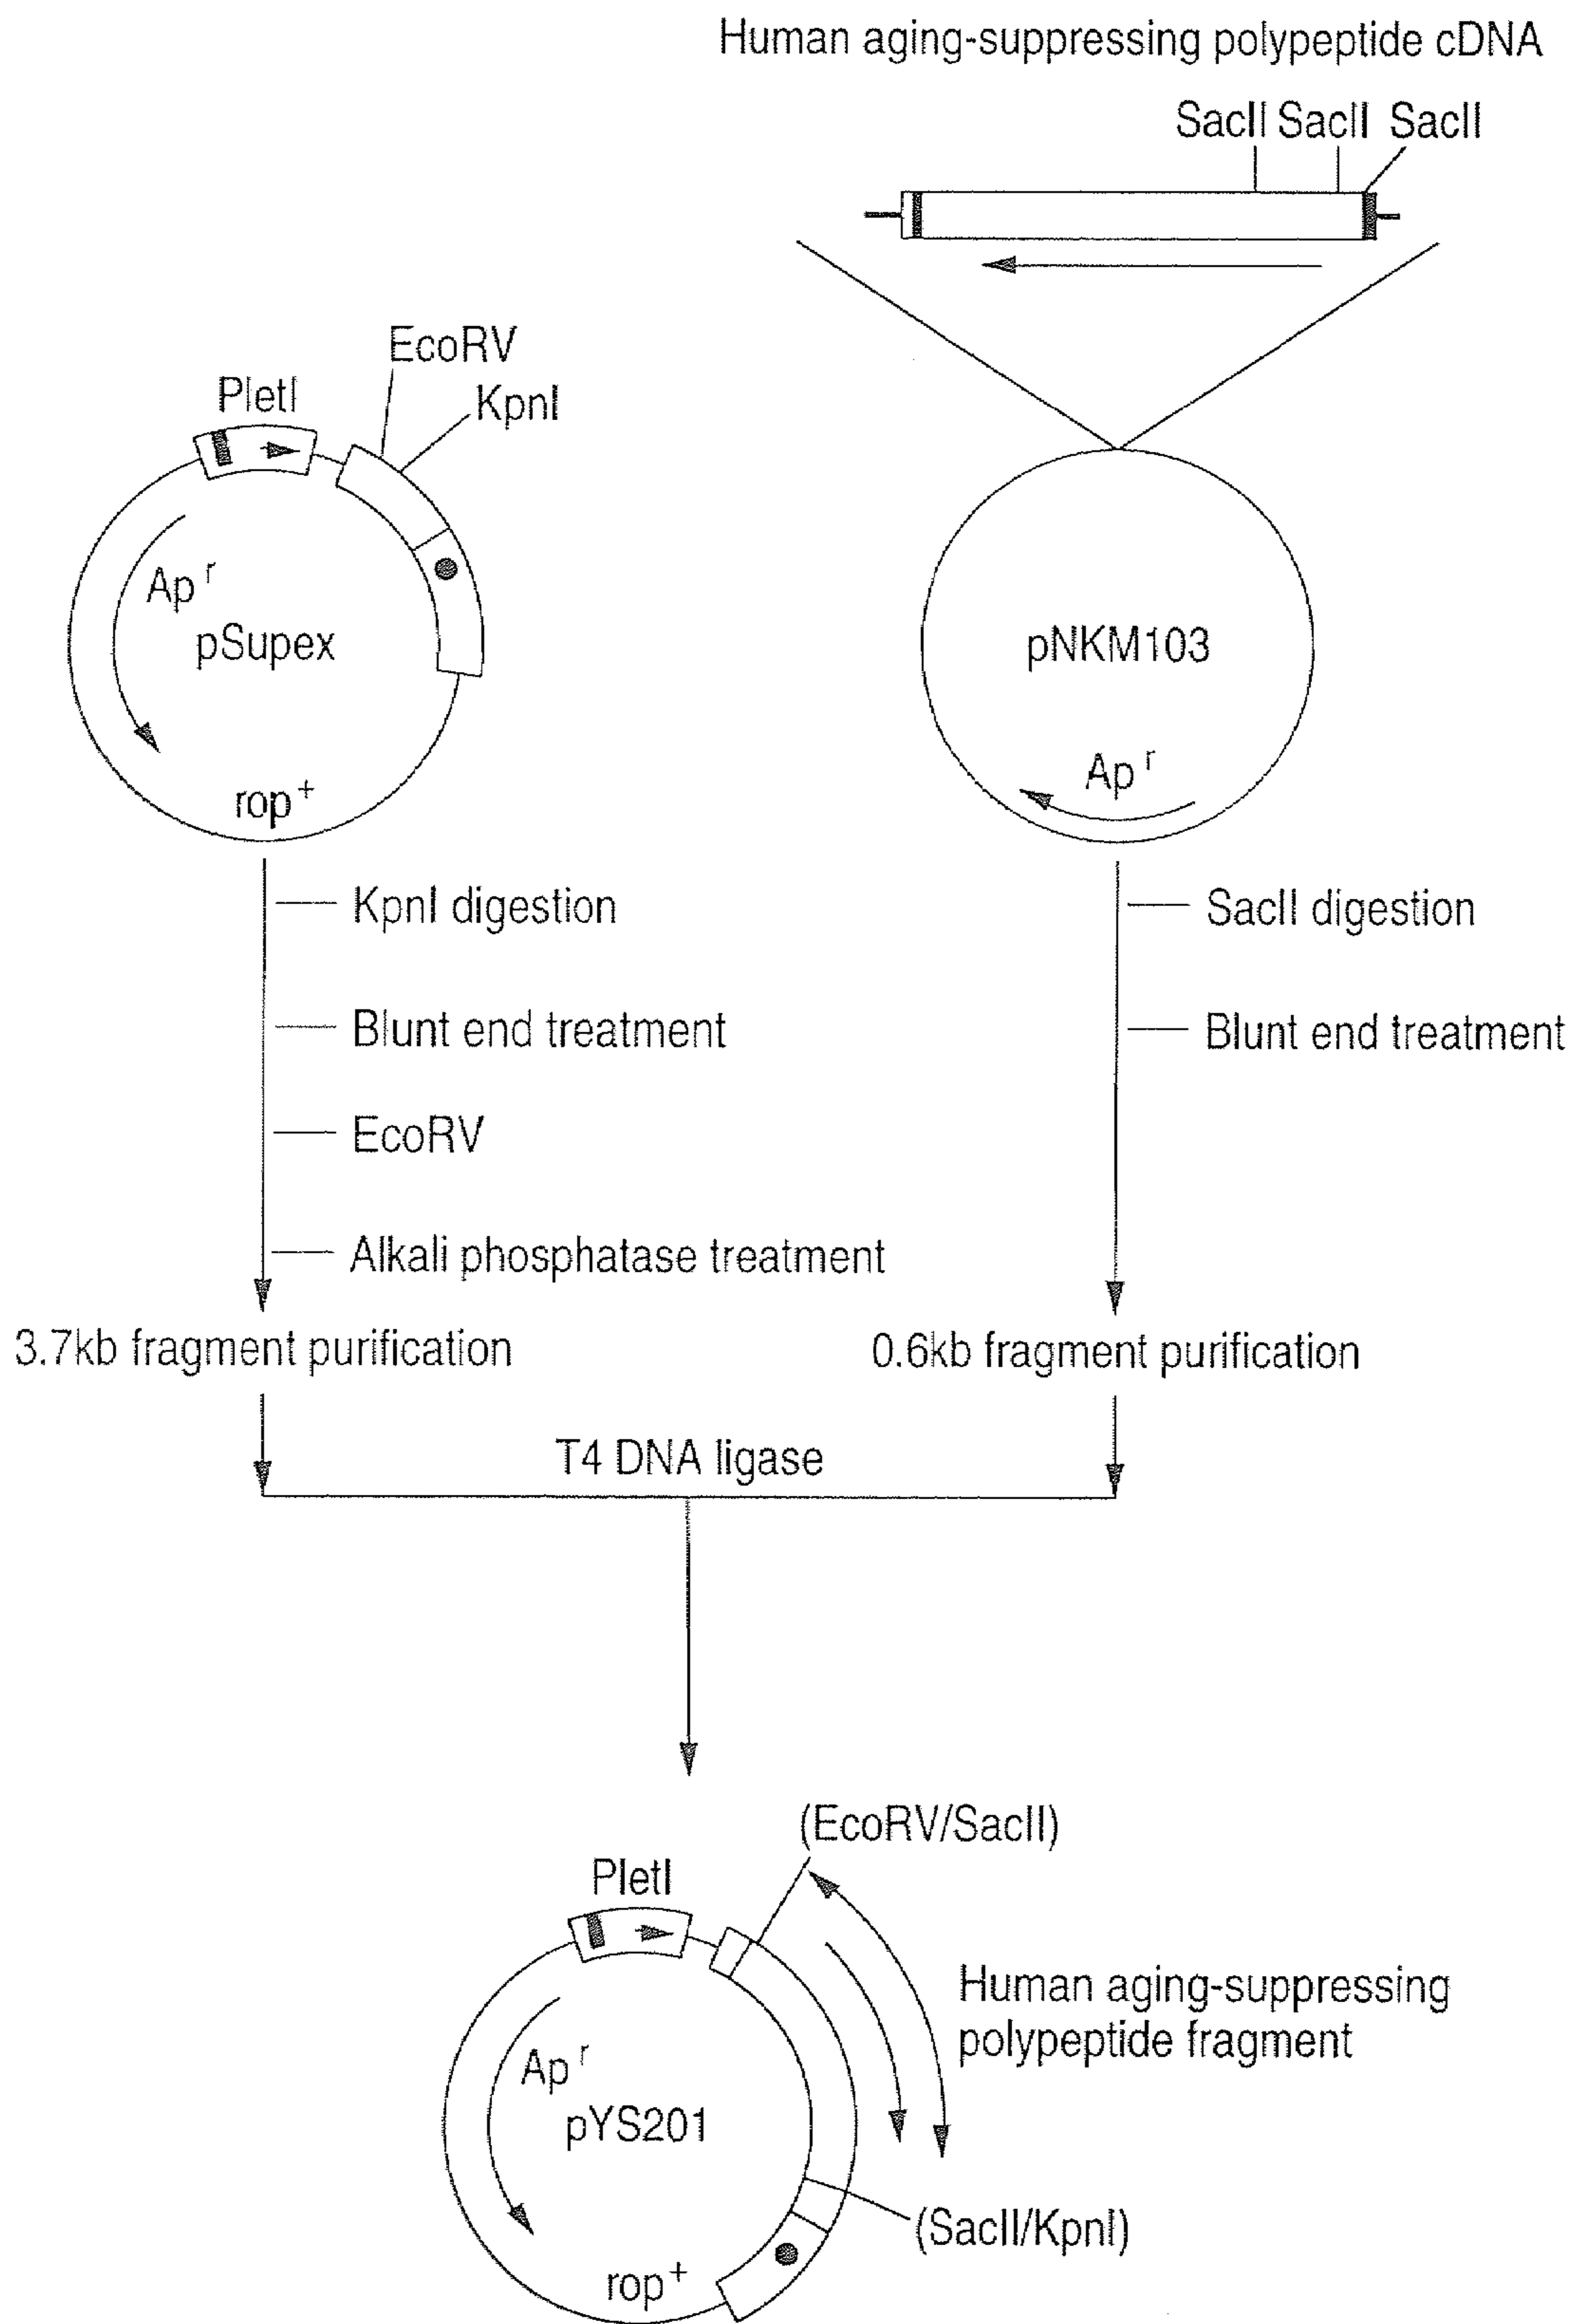 Human aging-suppressing polypeptide cDNA
SacII SacII SacII
EcoRV
PletI
KpnI
Ap r
pSupex
rop +
pNKM103
Ap r
KpnI digestion
Blunt end treatment
EcoRV
Alkali phosphatase treatment
3.7kb fragment purification
SacII digestion
Blunt end treatment
0.6kb fragment purification
T4 DNA ligase
(EcoRV/SacII)
PletI
Human aging-suppressing
polypeptide fragment
Ap r
pYS201
(SacII/KpnI)
rop +